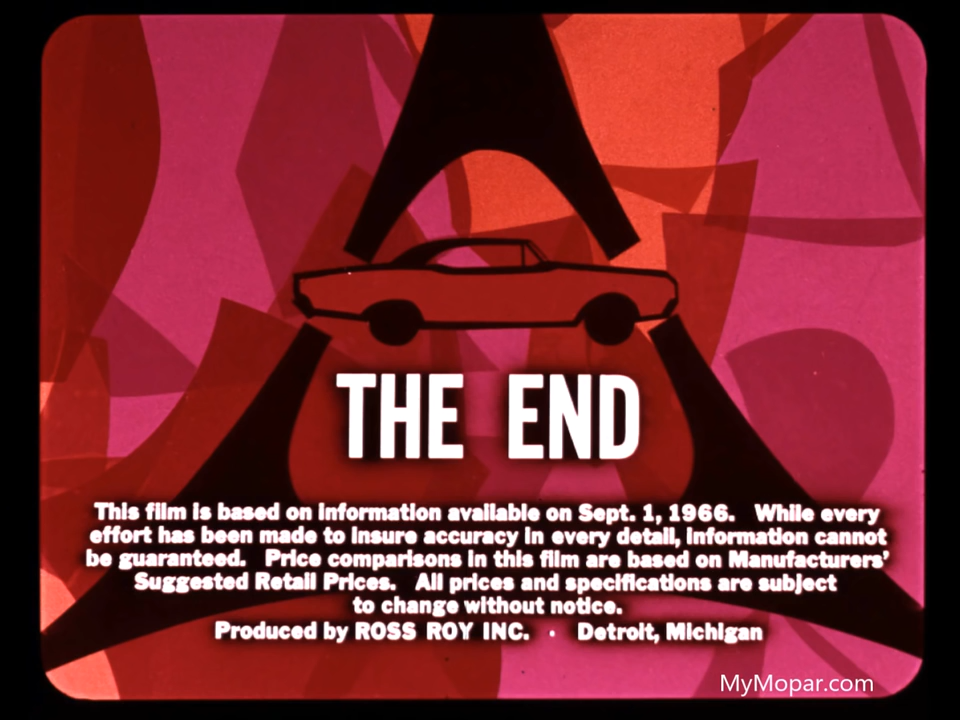 THE END
This film is based on information available on Sept. 1, 1966. While every
effort has been made to insure accuracy in every detail, information cannot
be guaranteed. Price comparisons in this film are based on Manufacturers'
Suggested Retail Prices. All prices and specifications are subject
to change without notice.
Produced by ROSS ROY INC. · Detroit, Michigan
MyMopar.com